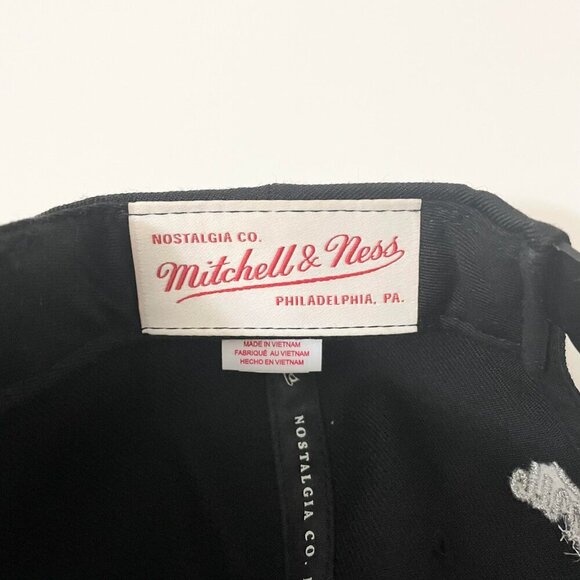 NOSTALGIA CO.
Mitchell & Ness
PHILADELPHIA, PA.
MADE IN VIETNAM
FABRIQUÉ AU VIETNAM
HECHO EN VIETNAM
NOSTALGIA CO.